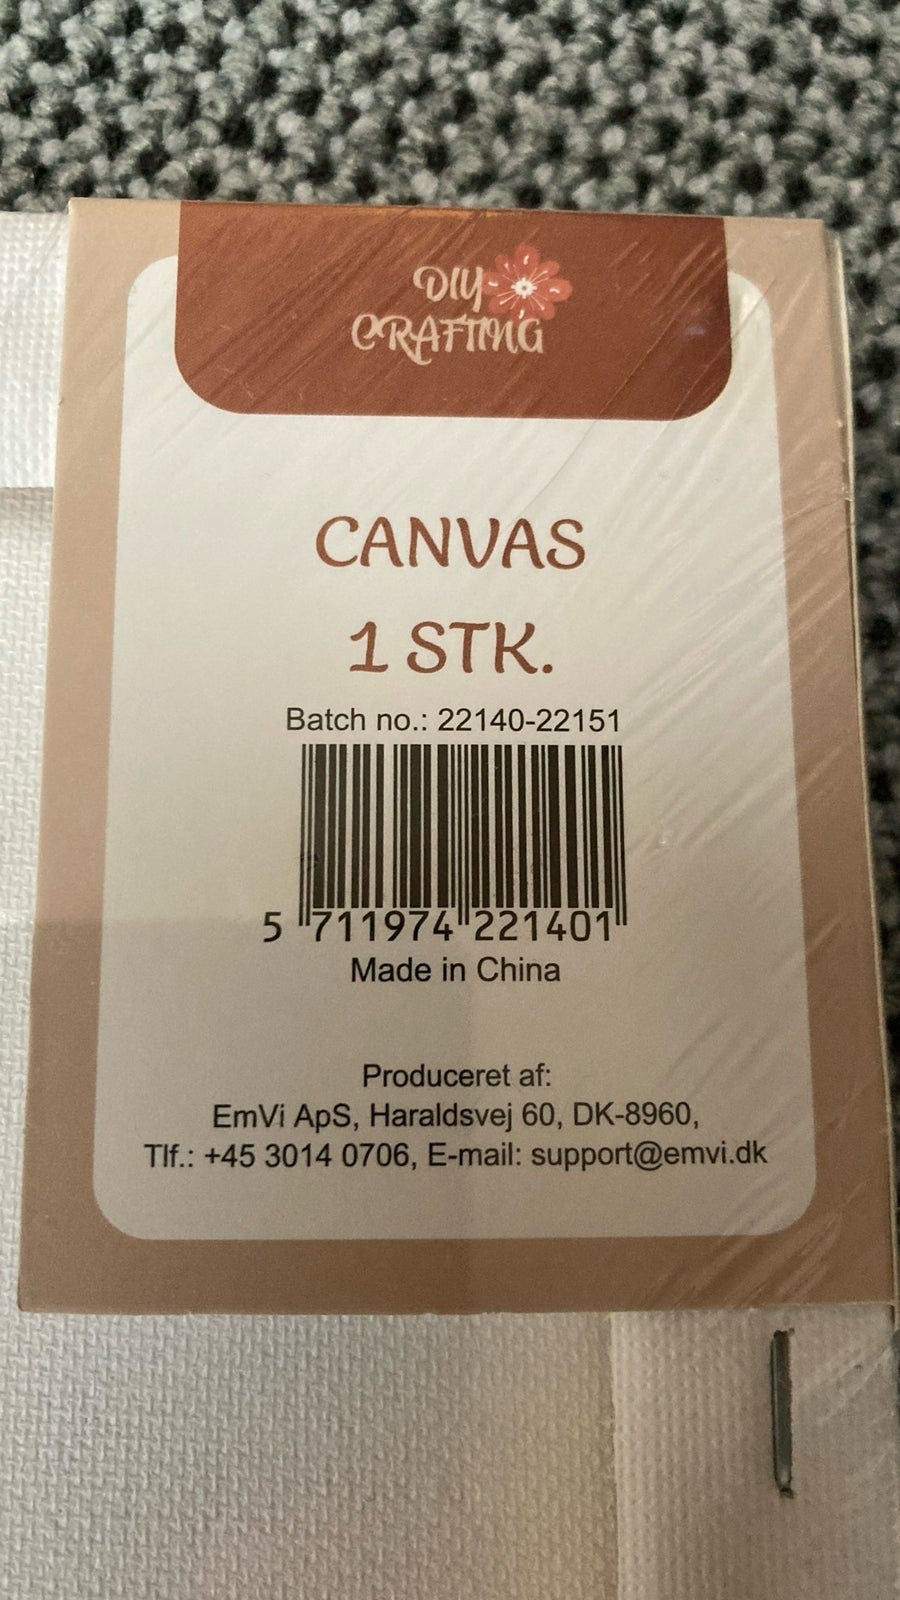 DIY
CRAFTING
CANVAS
1 STK.
Batch no.: 22140-22151
5 711974 221401
Made in China
Produceret af:
EmVi ApS, Haraldsvej 60, DK-8960,
Tlf.: +45 3014 0706, E-mail: support@emvi.dk